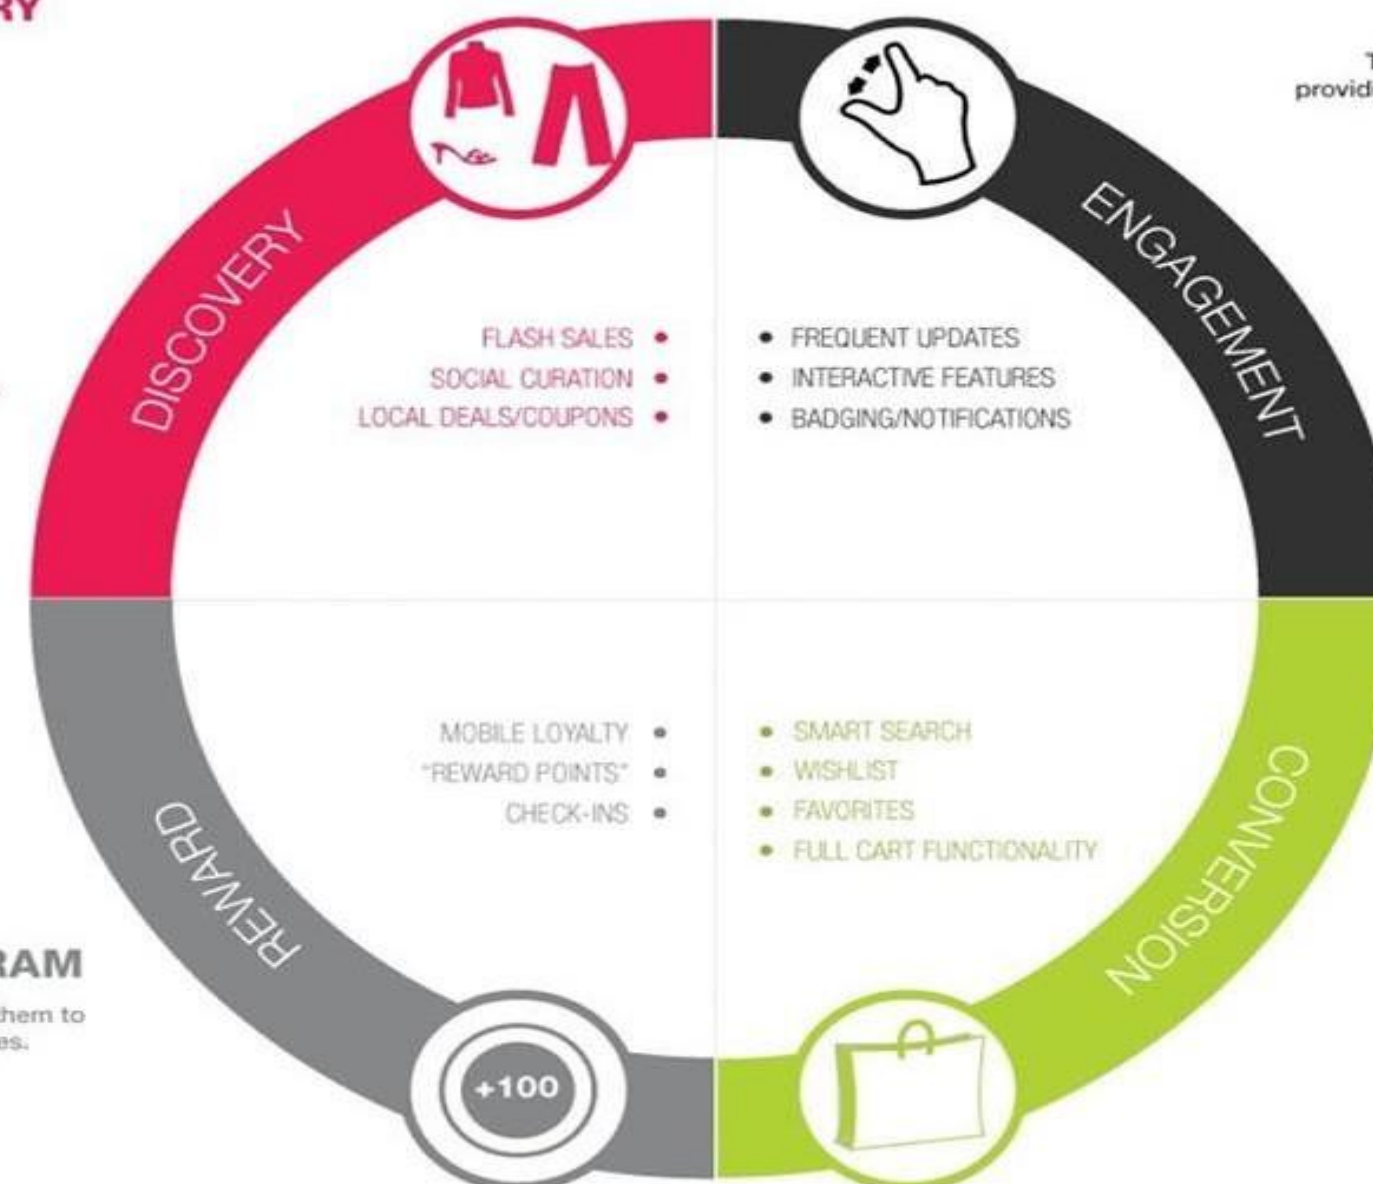 RY
DISCOVERY
FLASH SALES
SOCIAL CURATION
LOCAL DEALS/COUPONS
ENGAGEMENT
FREQUENT UPDATES
INTERACTIVE FEATURES
BADGING/NOTIFICATIONS
T
provid
REWARD
MOBILE LOYALTY
"REWARD POINTS"
CHECK-INS
+100
CONVERSION
SMART SEARCH
WISHLIST
FAVORITES
FULL CART FUNCTIONALITY
RAM
hem to
es.